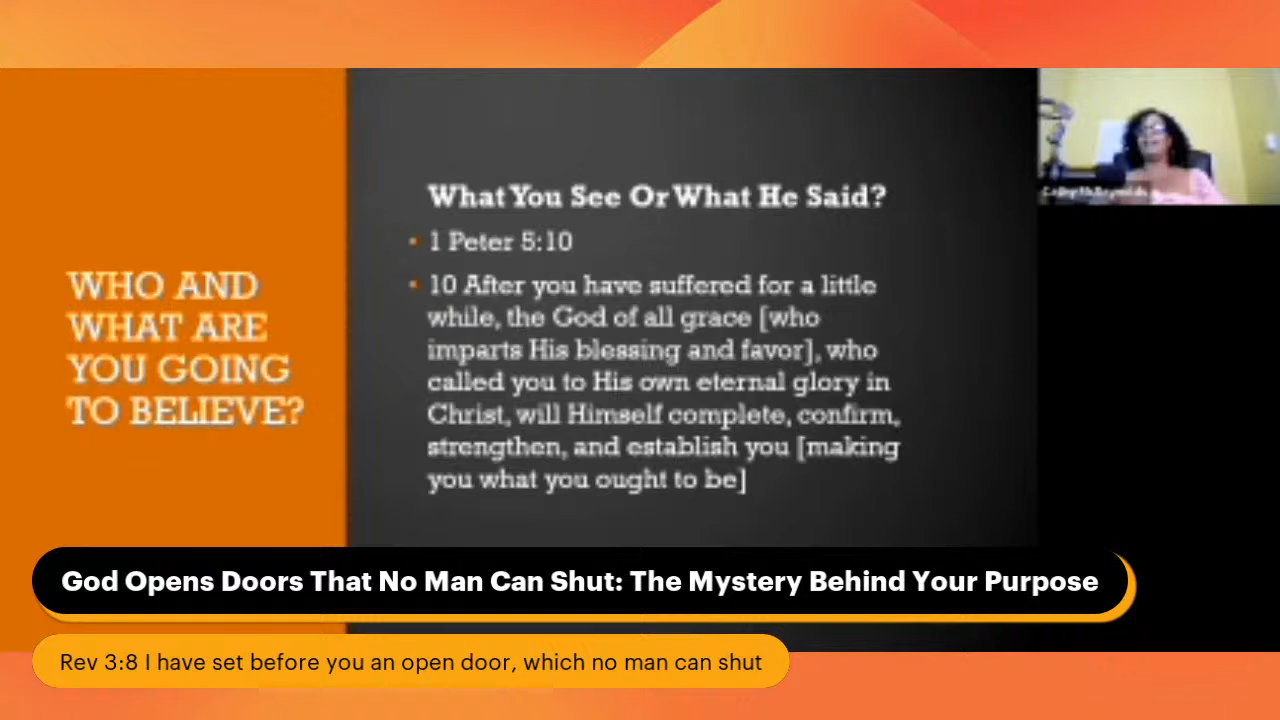 What You See Or What He Said?
1 Peter 5:10
10 After you have suffered for a little
while, the God of all grace [who
imparts His blessing and favor], who
called you to His own eternal glory in
Christ, will Himself complete, confirm,
strengthen, and establish you [making
you what you ought to be]
WHO AND
WHAT ARE
YOU GOING
TO BELIEVE?
God Opens Doors That No Man Can Shut: The Mystery Behind Your Purpose
Rev 3:8 I have set before you an open door, which no man can shut